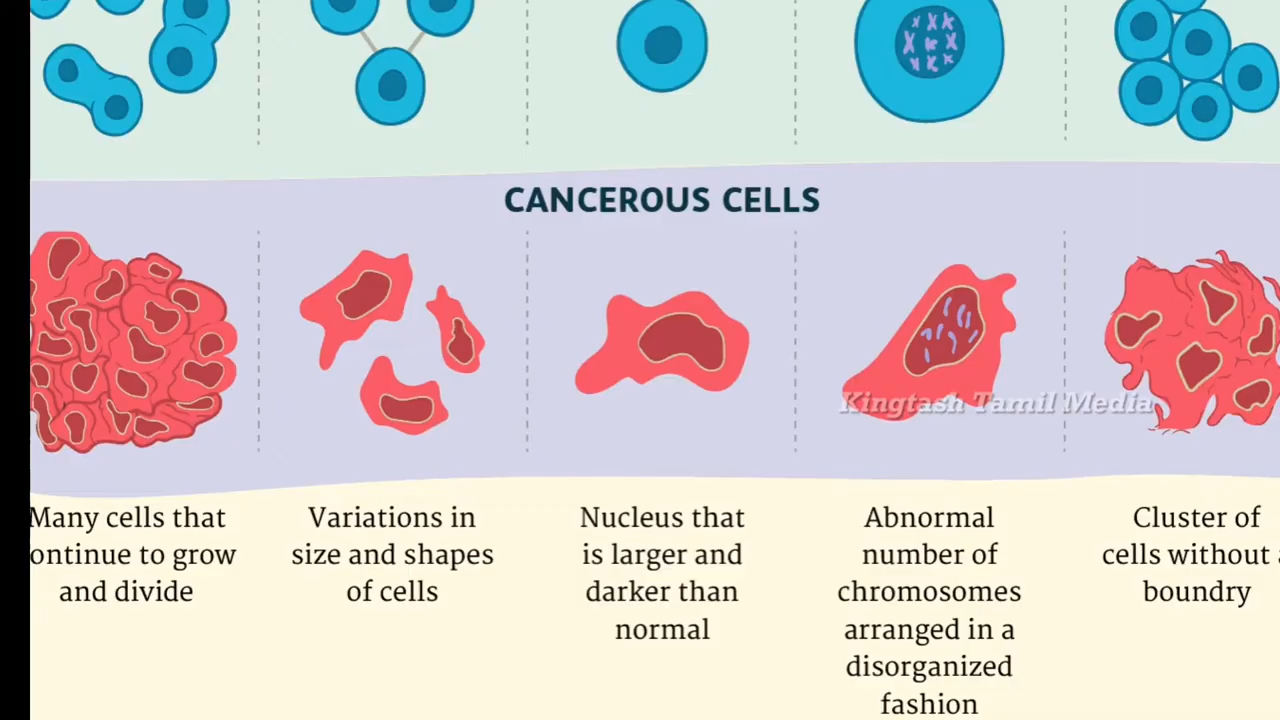 CANCEROUS CELLS
Kingtash Tamil Media
Many cells that
ontinue to grow
and divide
Variations in
size and shapes
of cells
Nucleus that
is larger and
darker than
normal
Abnormal
number of
chromosomes
arranged in a
disorganized
fashion
Cluster of
cells without a
boundry